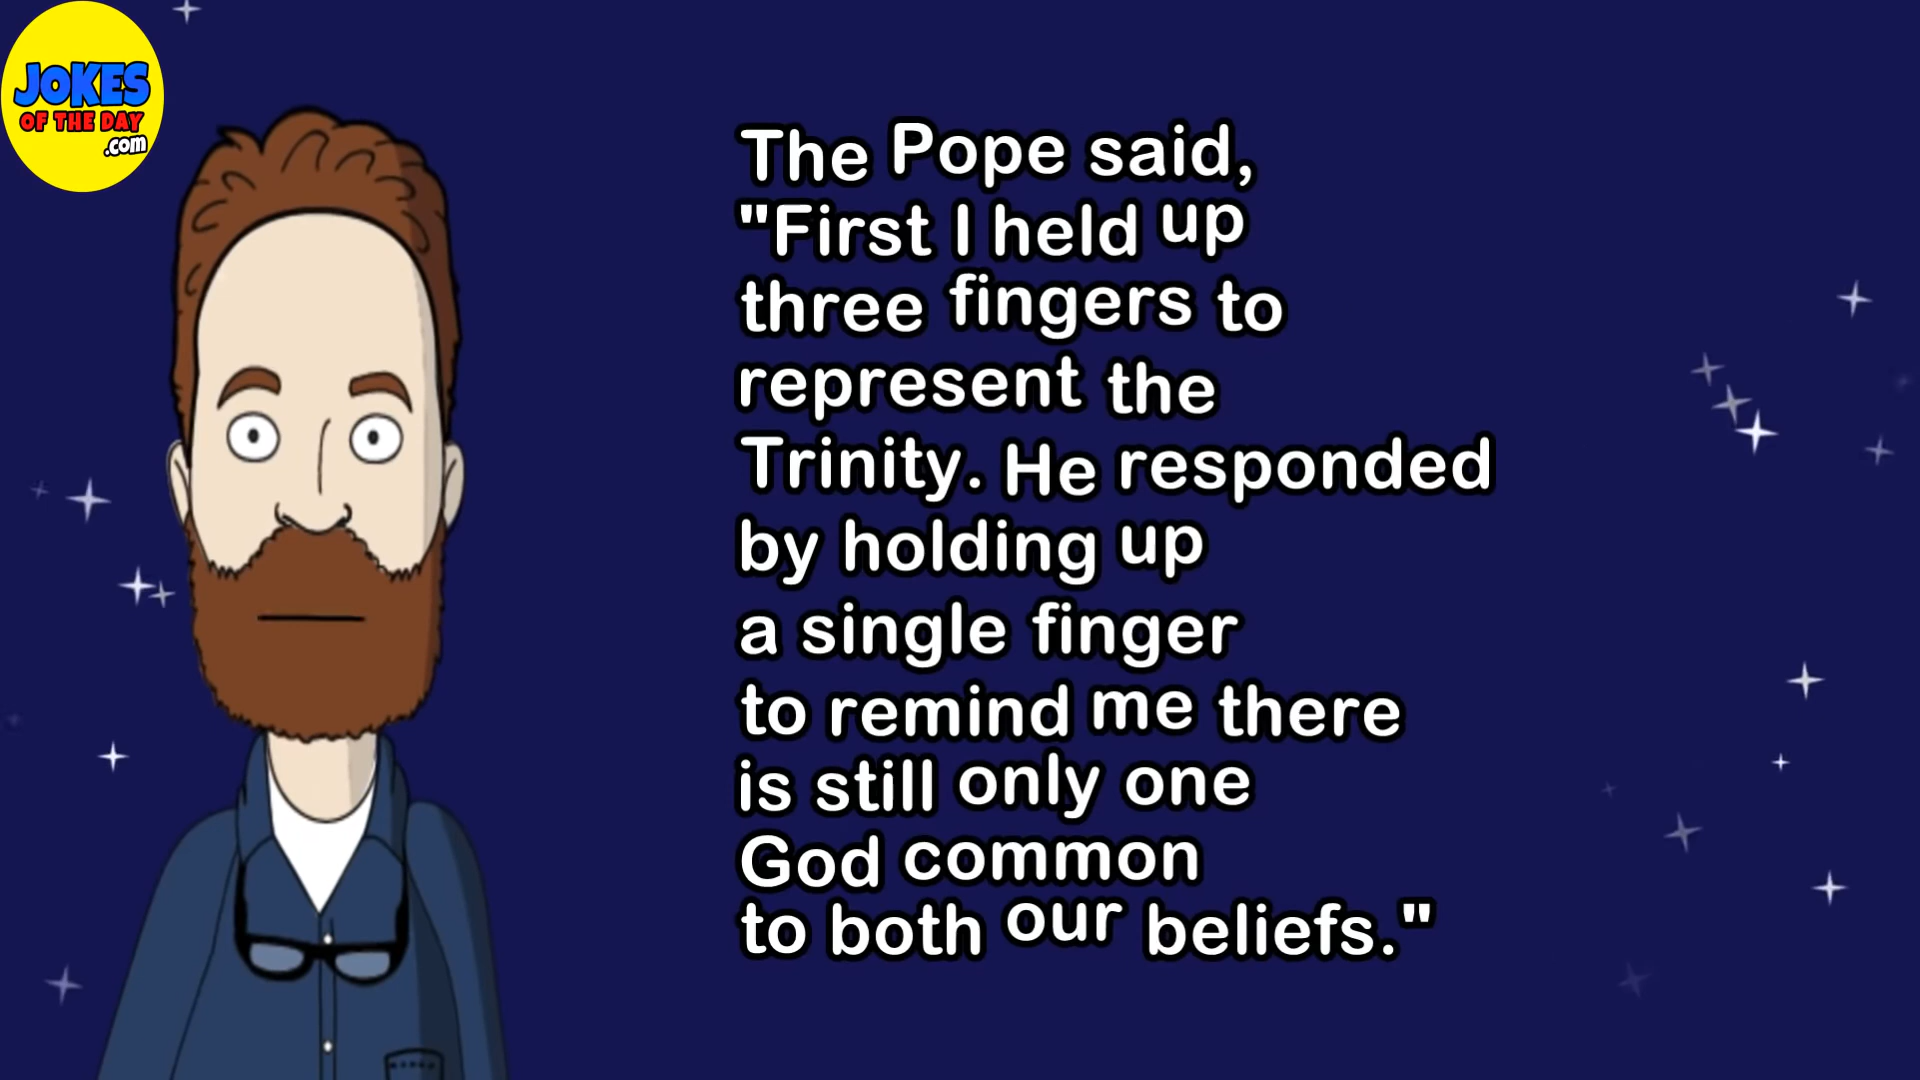 JOKES
OF THE DAY
.com
The Pope said,
"First I held up
three fingers to
represent the
Trinity. He responded
by holding up
a single finger
to remind me there
is still only one
God common
to both our beliefs."